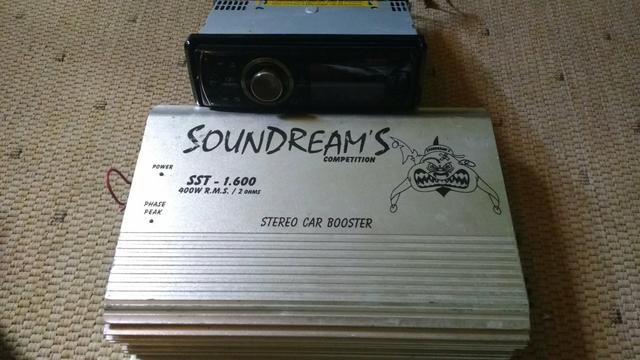 SOUNDREAM'S
COMPETITION
POWER
SST - 1.600
400W R.M.S. / 2 OHMS
PHASE
PEAK
STEREO CAR BOOSTER